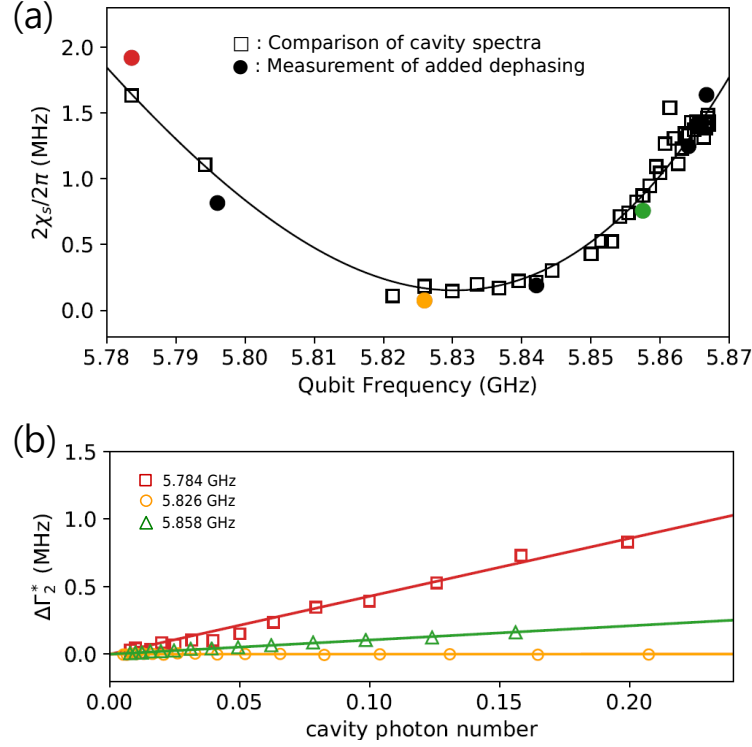 (a)
2.0
1.5
1.0
0.5
0.0
2χs/2π (MHz)
: Comparison of cavity spectra
: Measurement of added dephasing
5.78 5.79 5.80 5.81 5.82 5.83 5.84 5.85 5.86 5.87
Qubit Frequency (GHz)
(b)
1.5
1.0
0.5
0.0
ΔΓ₂* (MHz)
5.784 GHz
5.826 GHz
5.858 GHz
0.00 0.05 0.10 0.15 0.20
cavity photon number